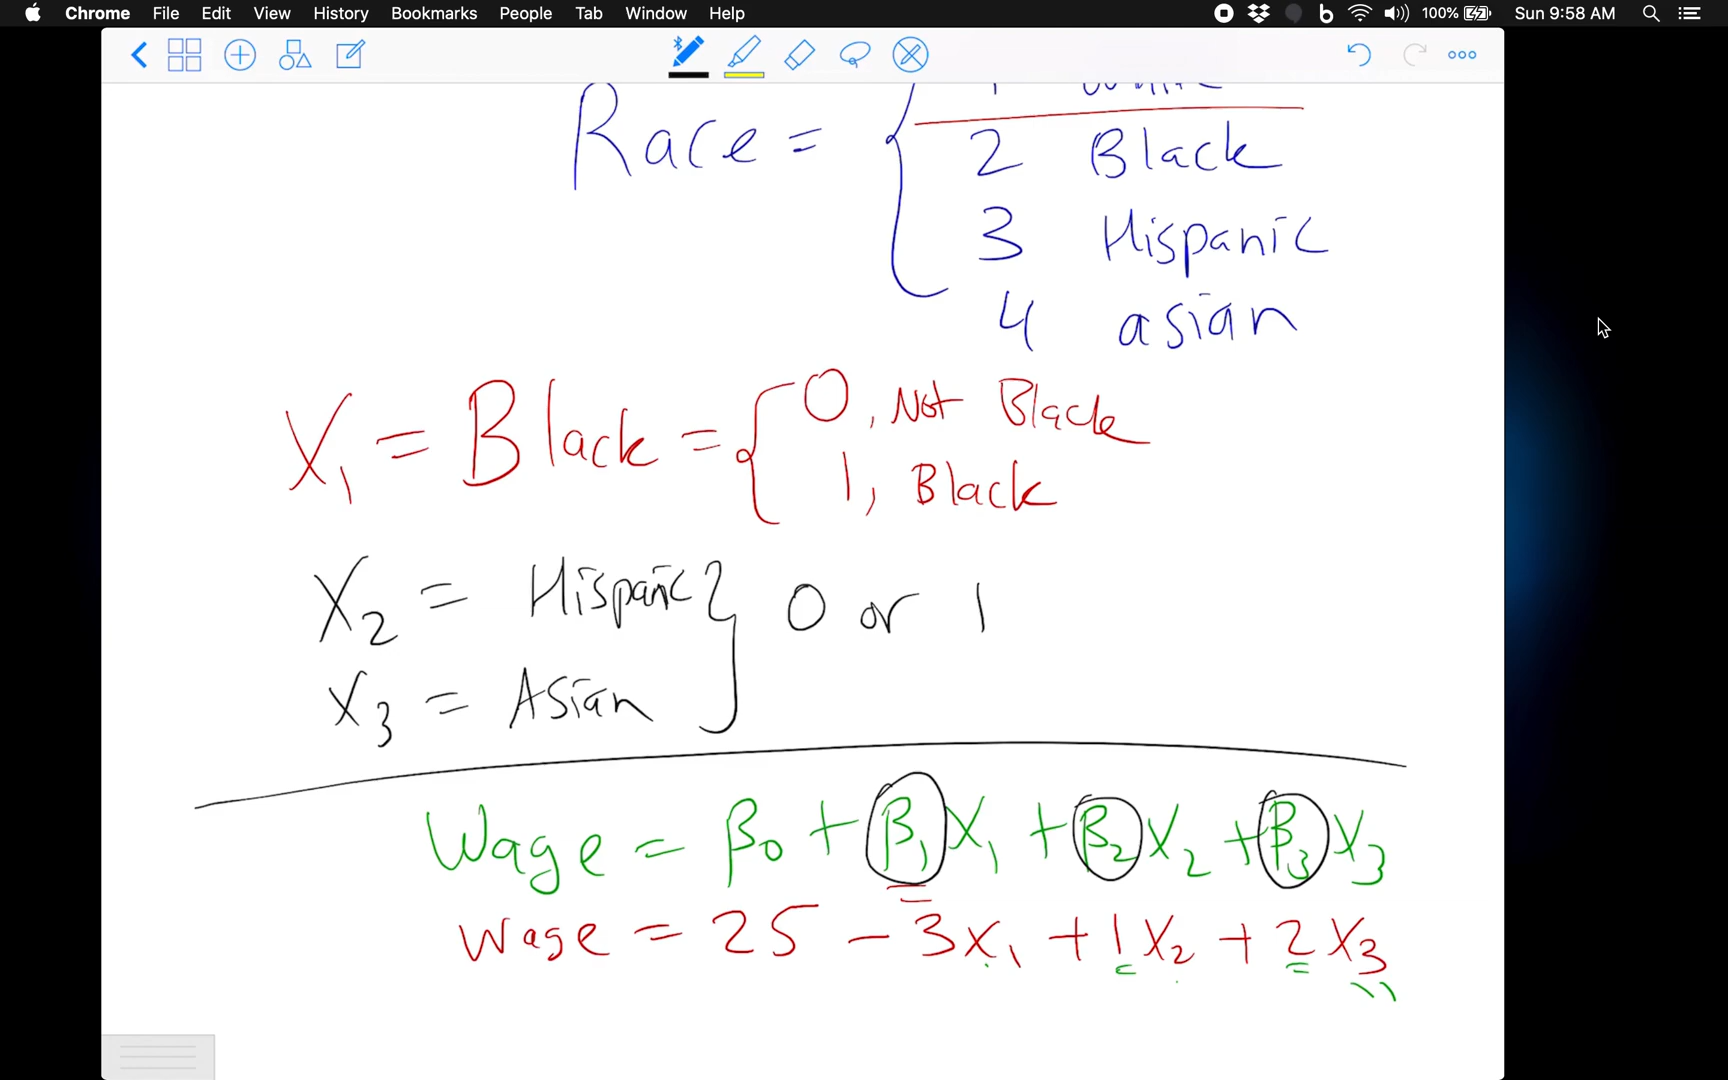 Chrome File Edit View History Bookmarks People Tab Window Help 100% Sun 9:58 AM
1 White
Race = 2 Black
3 Hispanic
4 asian
X₁ = Black = { 0, Not Black
1, Black
X₂ = Hispanic } 0 or 1
X₃ = Asian
Wage = β₀ + β₁X₁ + β₂X₂ + β₃X₃
Wage = 25 - 3X₁ + 1X₂ + 2X₃